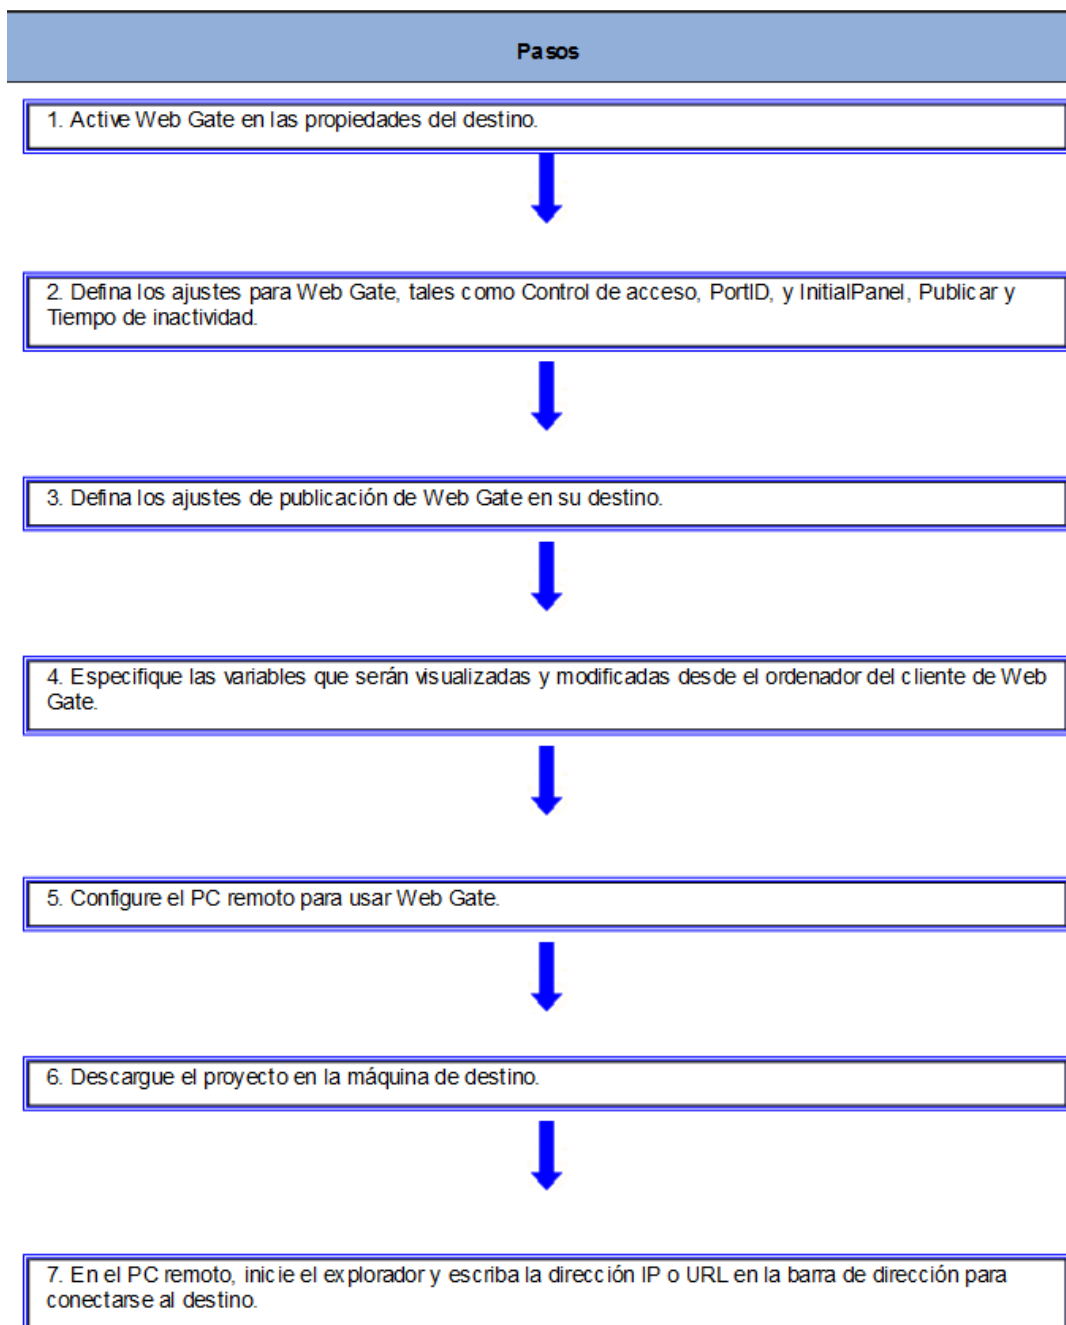 Pasos
1. Active Web Gate en las propiedades del destino.
2. Defina los ajustes para Web Gate, tales como Control de acceso, PortID, y InitialPanel, Publicar y
Tiempo de inactividad.
3. Defina los ajustes de publicación de Web Gate en su destino.
4. Especifique las variables que serán visualizadas y modificadas desde el ordenador del cliente de Web
Gate.
5. Configure el PC remoto para usar Web Gate.
6. Descargue el proyecto en la máquina de destino.
7. En el PC remoto, inicie el explorador y escriba la dirección IP o URL en la barra de dirección para
conectarse al destino.